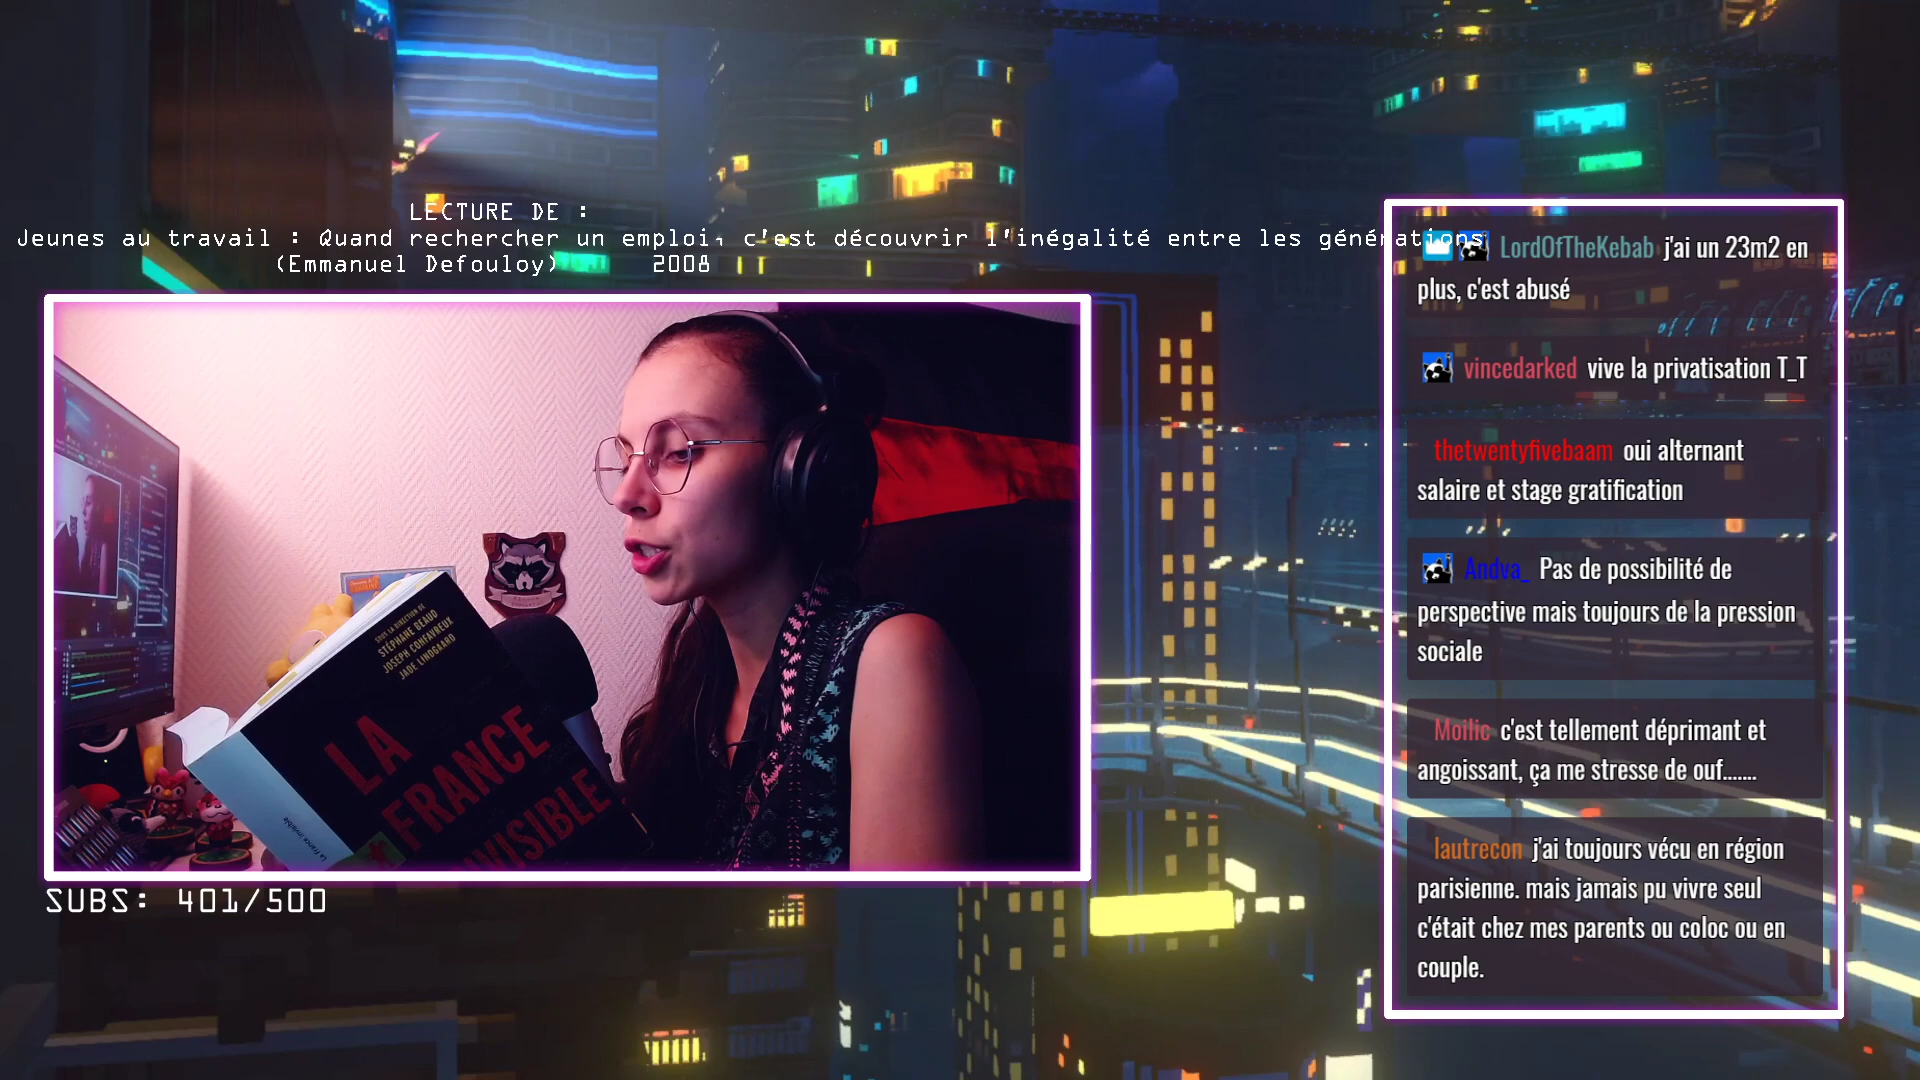 LECTURE DE :
Jeunes au travail : Quand rechercher un emploi, c'est découvrir l'inégalité entre les générations
(Emmanuel Defouloy) 2008
SOUS LA DIRECTION DE
STÉPHANE BEAUD
JOSEPH CONFAVREUX
JADE LINDGAARD
LA
FRANCE
INVISIBLE
La France invisible
SUBS: 401/500
LordOfTheKebab j'ai un 23m2 en
plus, c'est abusé
vincedarked vive la privatisation T_T
thetwentyfivebaam oui alternant
salaire et stage gratification
Andva_ Pas de possibilité de
perspective mais toujours de la pression
sociale
Moilic c'est tellement déprimant et
angoissant, ça me stresse de ouf.......
lautrecon j'ai toujours vécu en région
parisienne. mais jamais pu vivre seul
c'était chez mes parents ou coloc ou en
couple.